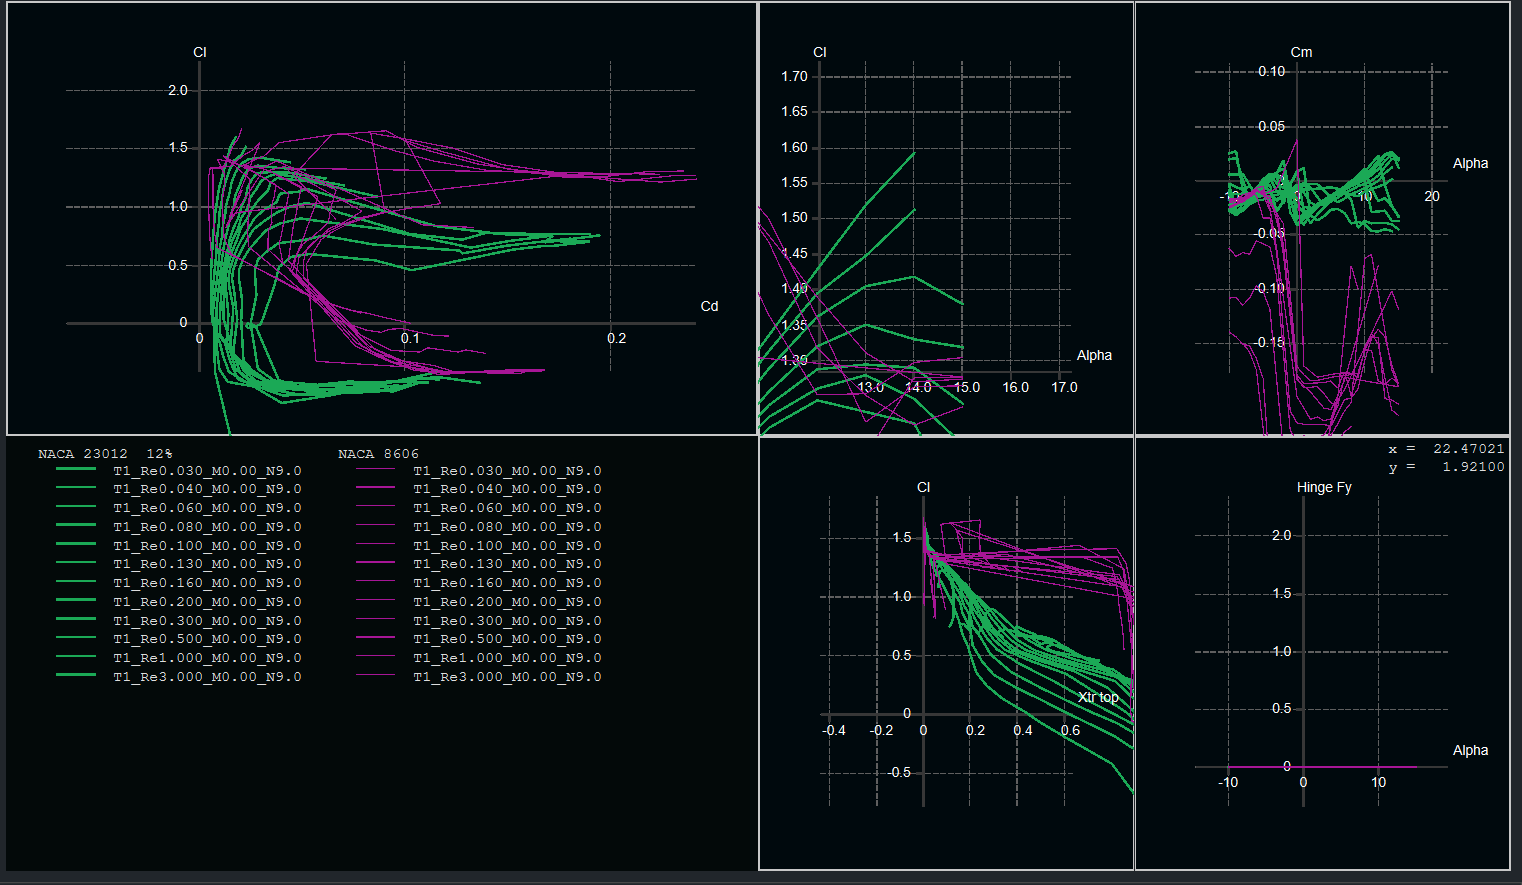 Cl
2.0
1.5
1.0
0.5
0
Cd
0
0.1
0.2
Cl
1.70
1.65
1.60
1.55
1.50
1.45
1.40
1.35
1.30
Alpha
13.0 14.0 15.0 16.0 17.0
Cm
0.10
0.05
Alpha
-10 0 10 20
-0.05
-0.10
-0.15
NACA 23012 12%
T1_Re0.030_M0.00_N9.0
T1_Re0.040_M0.00_N9.0
T1_Re0.060_M0.00_N9.0
T1_Re0.080_M0.00_N9.0
T1_Re0.100_M0.00_N9.0
T1_Re0.130_M0.00_N9.0
T1_Re0.160_M0.00_N9.0
T1_Re0.200_M0.00_N9.0
T1_Re0.300_M0.00_N9.0
T1_Re0.500_M0.00_N9.0
T1_Re1.000_M0.00_N9.0
T1_Re3.000_M0.00_N9.0
NACA 8606
T1_Re0.030_M0.00_N9.0
T1_Re0.040_M0.00_N9.0
T1_Re0.060_M0.00_N9.0
T1_Re0.080_M0.00_N9.0
T1_Re0.100_M0.00_N9.0
T1_Re0.130_M0.00_N9.0
T1_Re0.160_M0.00_N9.0
T1_Re0.200_M0.00_N9.0
T1_Re0.300_M0.00_N9.0
T1_Re0.500_M0.00_N9.0
T1_Re1.000_M0.00_N9.0
T1_Re3.000_M0.00_N9.0
Cl
1.5
1.0
0.5
Xtr top
0
-0.4 -0.2 0 0.2 0.4 0.6
-0.5
x = 22.47021
y = 1.92100
Hinge Fy
2.0
1.5
1.0
0.5
Alpha
0
-10 0 10